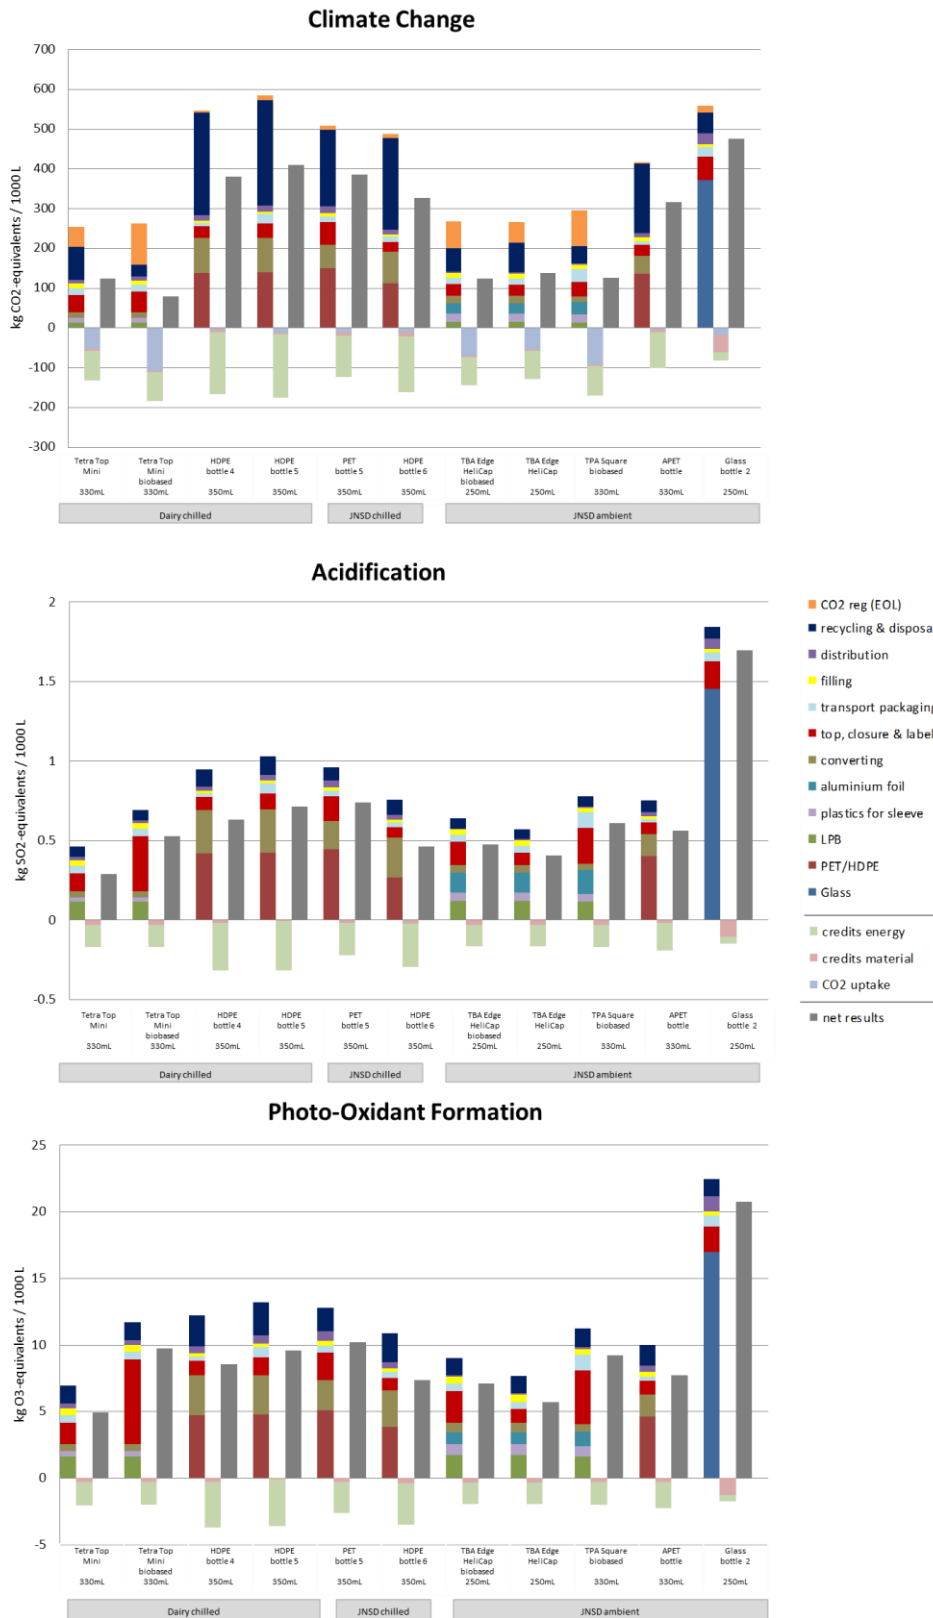 Climate Change
kg CO2-equivalents / 1000 L
700
600
500
400
300
200
100
0
-100
-200
-300
Tetra Top Mini 330mL
Tetra Top Mini biobased 330mL
HDPE bottle 4 350mL
HDPE bottle 5 350mL
PET bottle 5 350mL
HDPE bottle 6 350mL
TBA Edge HeliCap biobased 250mL
TBA Edge HeliCap 250mL
TPA Square biobased 330mL
APET bottle 330mL
Glass bottle 2 250mL
Dairy chilled
JNSD chilled
JNSD ambient
Acidification
kg SO2-equivalents / 1000 L
2
1.5
1
0.5
0
-0.5
Tetra Top Mini 330mL
Tetra Top Mini biobased 330mL
HDPE bottle 4 350mL
HDPE bottle 5 350mL
PET bottle 5 350mL
HDPE bottle 6 350mL
TBA Edge HeliCap biobased 250mL
TBA Edge HeliCap 250mL
TPA Square biobased 330mL
APET bottle 330mL
Glass bottle 2 250mL
Dairy chilled
JNSD chilled
JNSD ambient
CO2 reg (EOL)
recycling & disposa
distribution
filling
transport packaging
top, closure & label
converting
aluminium foil
plastics for sleeve
LPB
PET/HDPE
Glass
credits energy
credits material
CO2 uptake
net results
Photo-Oxidant Formation
kg O3-equivalents / 1000 L
25
20
15
10
5
0
-5
Tetra Top Mini 330mL
Tetra Top Mini biobased 330mL
HDPE bottle 4 350mL
HDPE bottle 5 350mL
PET bottle 5 350mL
HDPE bottle 6 350mL
TBA Edge HeliCap biobased 250mL
TBA Edge HeliCap 250mL
TPA Square biobased 330mL
APET bottle 330mL
Glass bottle 2 250mL
Dairy chilled
JNSD chilled
JNSD ambient